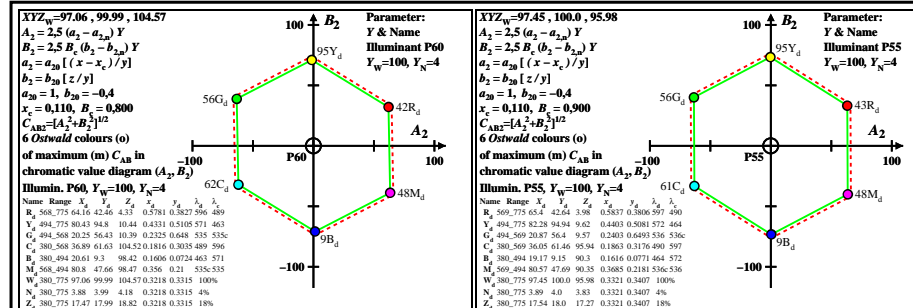 XYZW=97.06 , 99.99 , 104.57
A2 = 2,5 (a2 – a2,n) Y
B2 = 2,5 Bc (b2 – b2,n) Y
a2 = a20 [( x – xc ) / y]
b2 = b20 [ z / y]
a20 = 1, b20 = –0,4
xc = 0,110, Bc = 0,800
CAB2=[A2²+B2²]1/2
6 Ostwald colours (o)
of maximum (m) CAB in
chromatic value diagram (A2, B2)
Illumin. P60, YW=100, YN=4
Name Range Xd Yd Zd xd yd λd λc
Rd 568_775 64.16 42.46 4.33 0.5781 0.3827 596 489
Yd 494_775 80.43 94.8 10.44 0.4331 0.5105 571 463
Gd 494_568 20.25 56.43 10.39 0.2325 0.648 535 535c
Cd 380_568 36.89 61.63 104.52 0.1816 0.3035 489 596
Bd 380_494 20.61 9.3 98.42 0.1606 0.0724 463 571
Md 568_494 80.8 47.66 98.47 0.356 0.21 535c 535
Wd 380_775 97.06 99.99 104.57 0.3218 0.3315 100%
Nd 380_775 3.88 3.99 4.18 0.3218 0.3315 4%
Zd 380_775 17.47 17.99 18.82 0.3218 0.3315 18%
B2
100
Parameter:
Y & Name
Illuminant P60
YW=100, YN=4
95Yd
56Gd
42Rd
A2
–100
P60
100
62Cd
48Md
9Bd
–100
XYZW=97.45 , 100.0 , 95.98
A2 = 2,5 (a2 – a2,n) Y
B2 = 2,5 Bc (b2 – b2,n) Y
a2 = a20 [( x – xc ) / y]
b2 = b20 [ z / y]
a20 = 1, b20 = –0,4
xc = 0,110, Bc = 0,900
CAB2=[A2²+B2²]1/2
6 Ostwald colours (o)
of maximum (m) CAB in
chromatic value diagram (A2, B2)
Illumin. P55, YW=100, YN=4
Name Range Xd Yd Zd xd yd λd λc
Rd 569_775 65.4 42.64 3.98 0.5837 0.3806 597 490
Yd 494_775 82.28 94.94 9.62 0.4403 0.5081 572 464
Gd 494_569 20.87 56.4 9.57 0.2403 0.6493 536 536c
Cd 380_569 36.05 61.46 95.94 0.1863 0.3176 490 597
Bd 380_494 19.17 9.15 90.3 0.1616 0.0771 464 572
Md 569_494 80.57 47.69 90.35 0.3685 0.2181 536c 536
Wd 380_775 97.45 100.0 95.98 0.3321 0.3407 100%
Nd 380_775 3.89 4.0 3.83 0.3321 0.3407 4%
Zd 380_775 17.54 18.0 17.27 0.3321 0.3407 18%
B2
100
Parameter:
Y & Name
Illuminant P55
YW=100, YN=4
95Yd
56Gd
43Rd
A2
–100
P55
100
61Cd
48Md
9Bd
–100